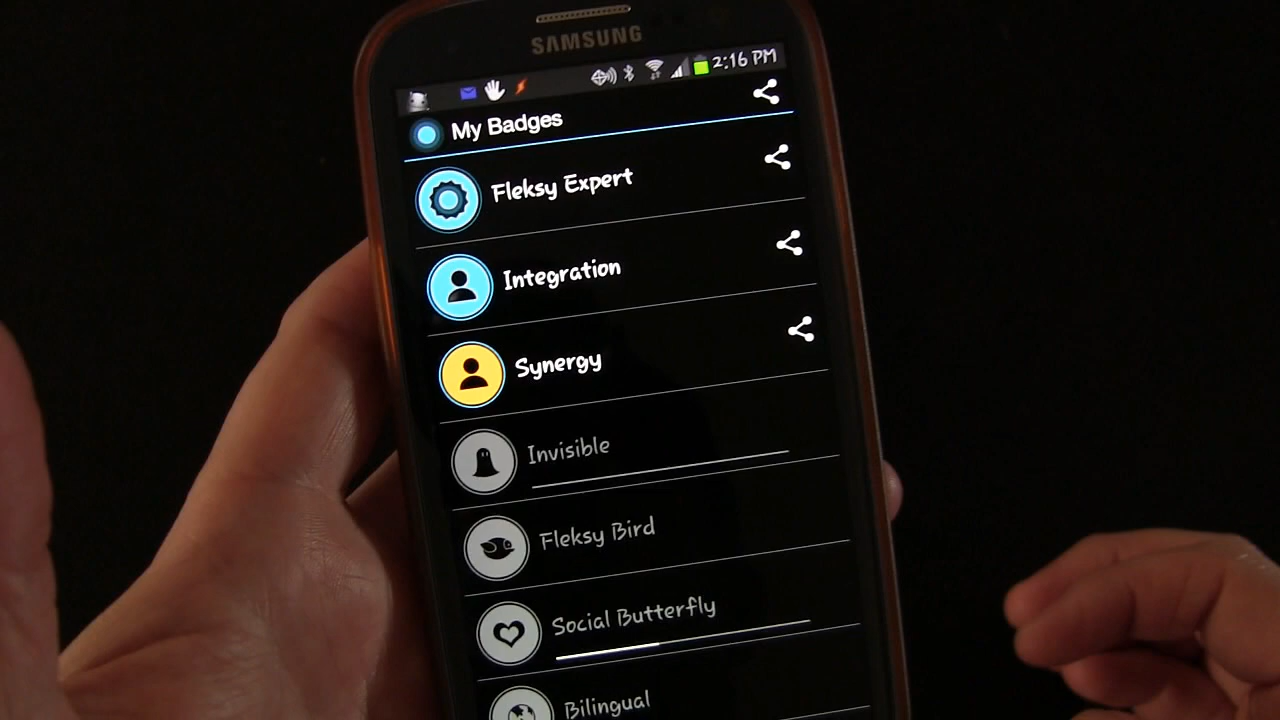 SAMSUNG
2:16 PM
My Badges
Fleksy Expert
Integration
Synergy
Invisible
Fleksy Bird
Social Butterfly
Bilingual